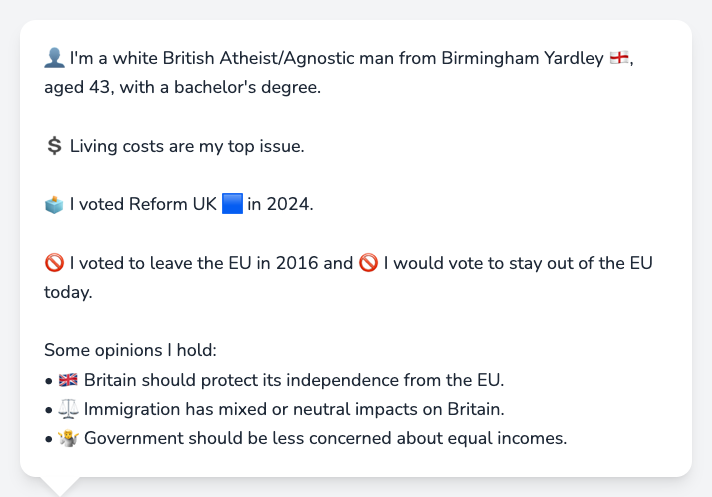 👤 I'm a white British Atheist/Agnostic man from Birmingham Yardley 🏴󠁧󠁢󠁥󠁮󠁧󠁿,
aged 43, with a bachelor's degree.
💲 Living costs are my top issue.
🗳️ I voted Reform UK 🟦 in 2024.
🚫 I voted to leave the EU in 2016 and 🚫 I would vote to stay out of the EU
today.
Some opinions I hold:
• 🇬🇧 Britain should protect its independence from the EU.
• ⚖️ Immigration has mixed or neutral impacts on Britain.
• 🤷 Government should be less concerned about equal incomes.